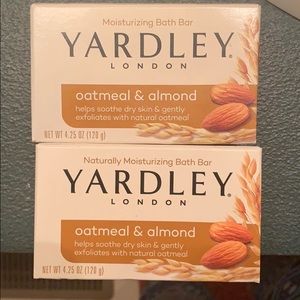 Moisturizing Bath Bar
YARDLEY
LONDON
oatmeal & almond
helps soothe dry skin & gently
exfoliates with natural oatmeal
NET WT 4.25 OZ (120 g)
Naturally Moisturizing Bath Bar
YARDLEY
LONDON
oatmeal & almond
helps soothe dry skin & gently
exfoliates with natural oatmeal
NET WT 4.25 OZ (120 g)